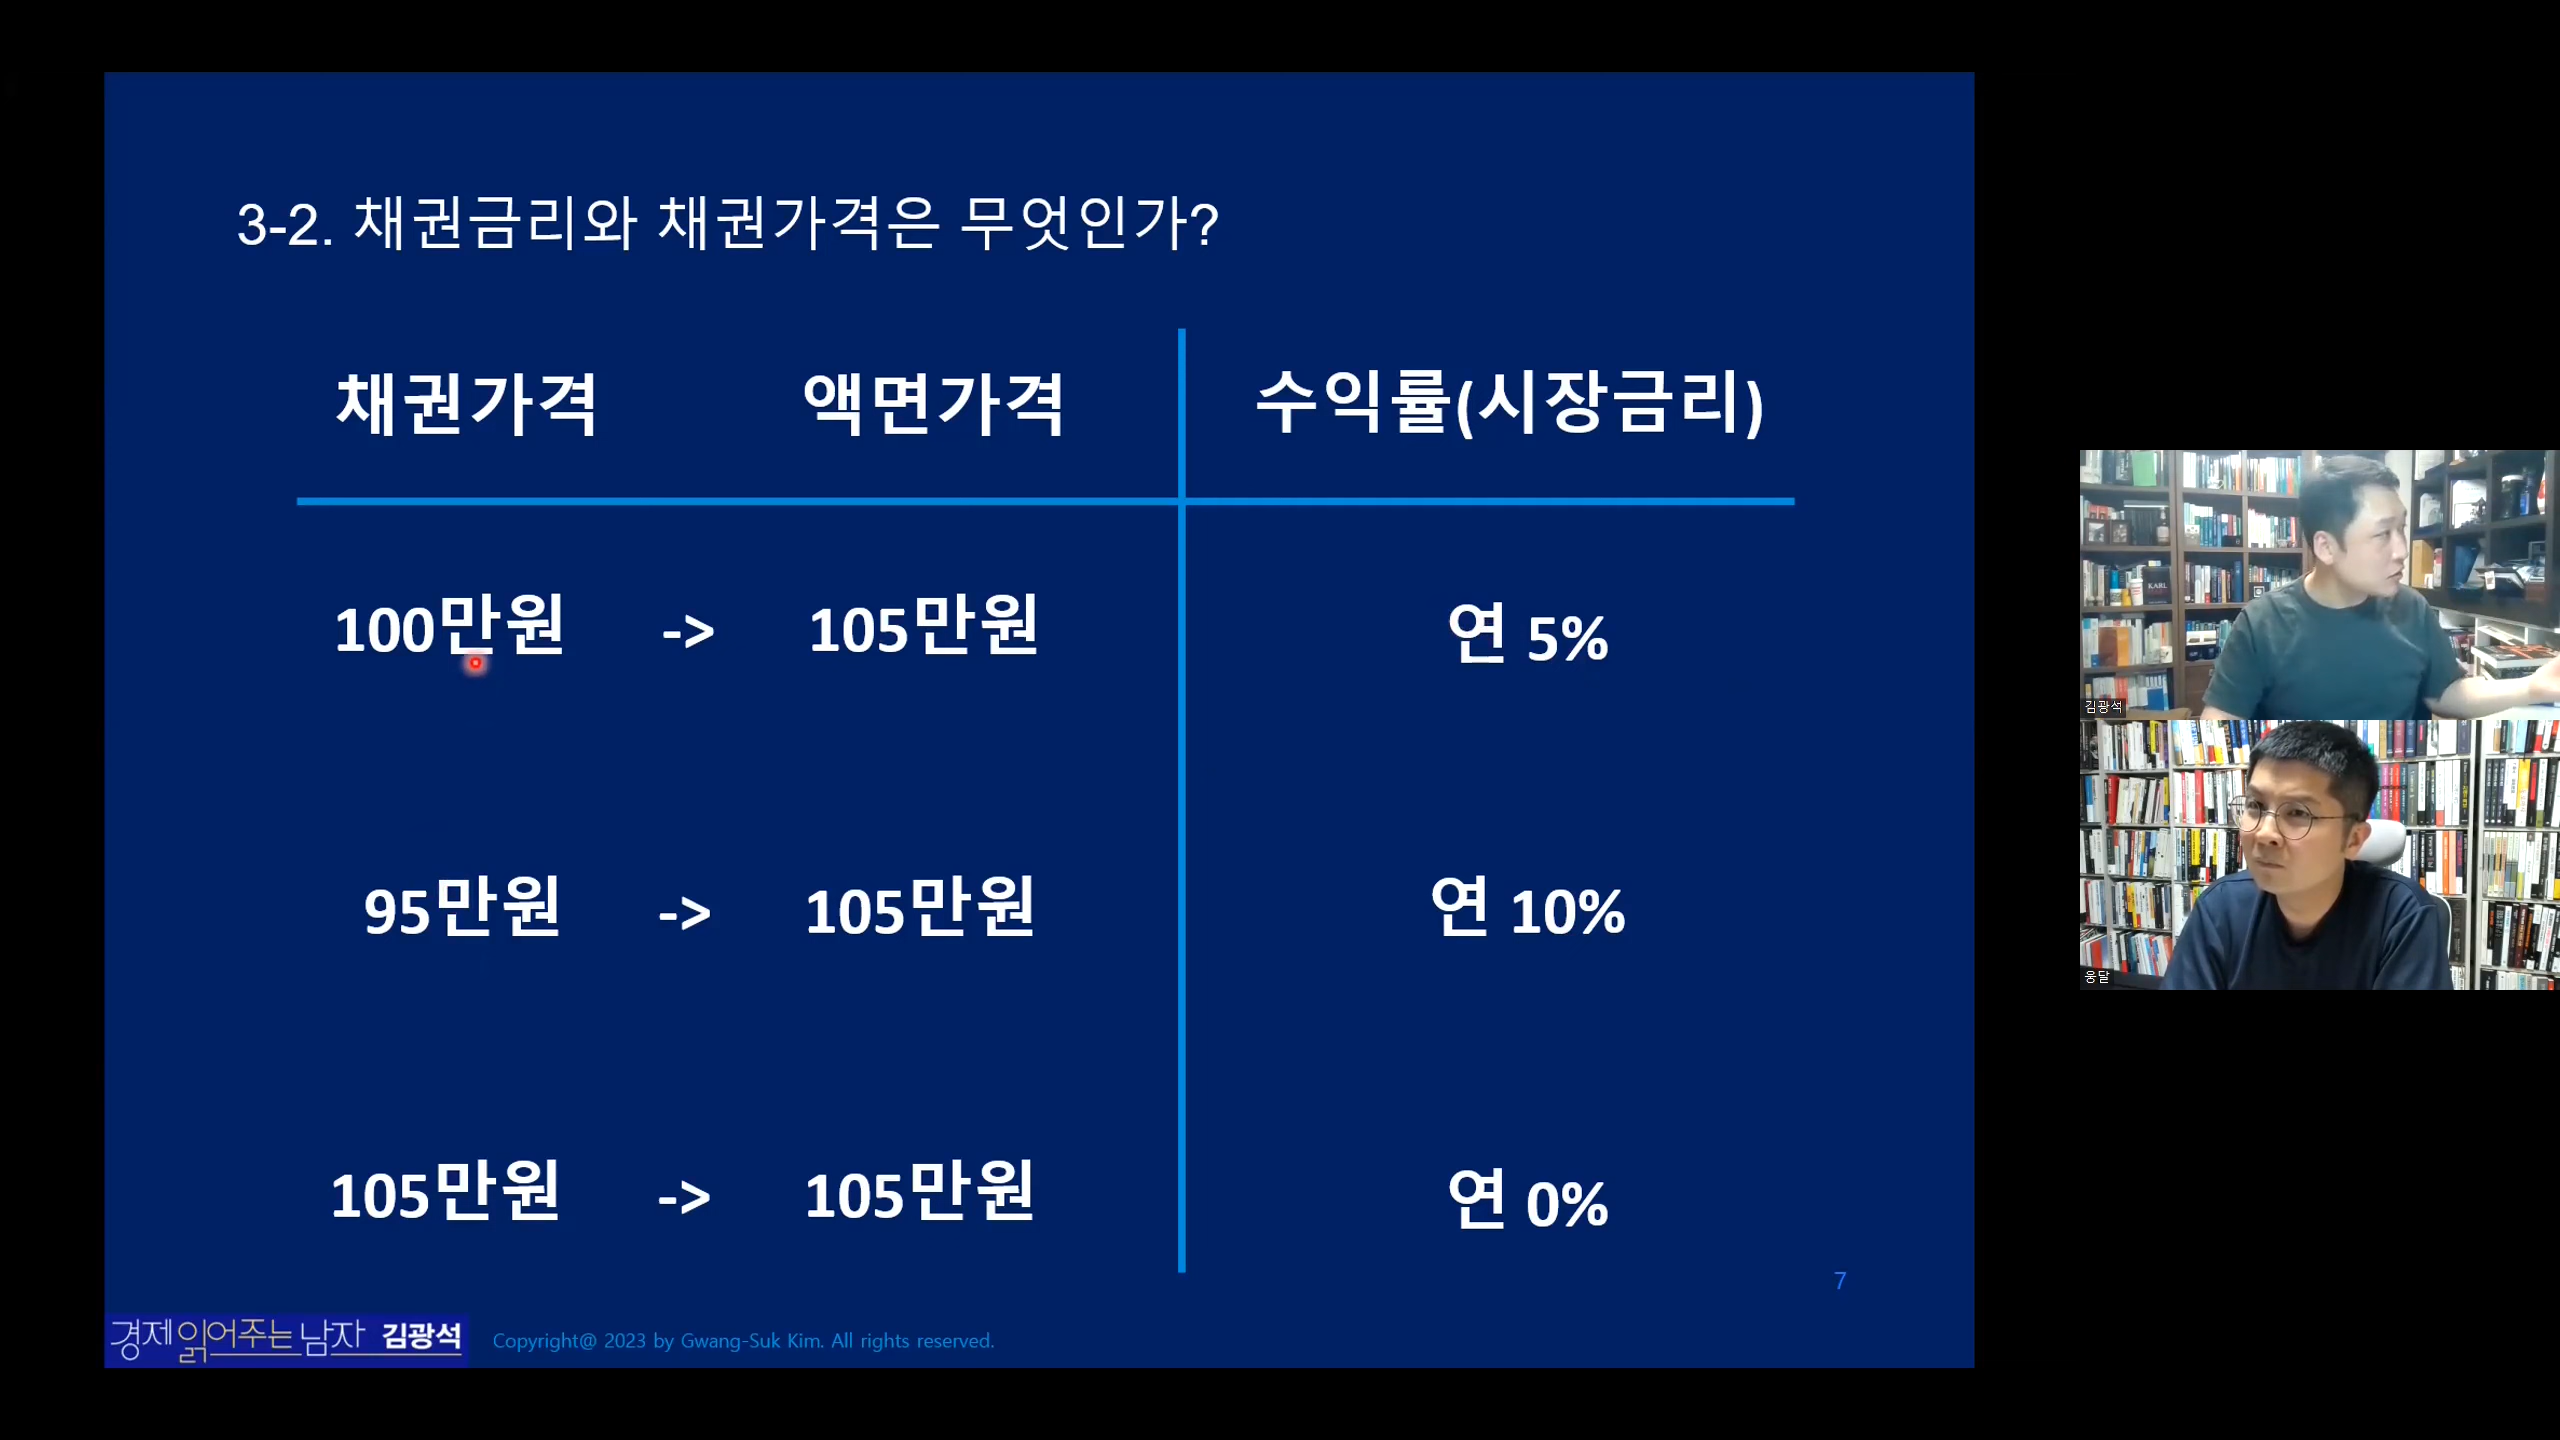 3-2. 채권금리와 채권가격은 무엇인가?
채권가격 액면가격 수익률(시장금리)
100만원 -> 105만원 연 5%
95만원 -> 105만원 연 10%
105만원 -> 105만원 연 0%
7
경제 읽어주는 남자 김광석 Copyright@ 2023 by Gwang-Suk Kim. All rights reserved.
KARL
김광석
웅달